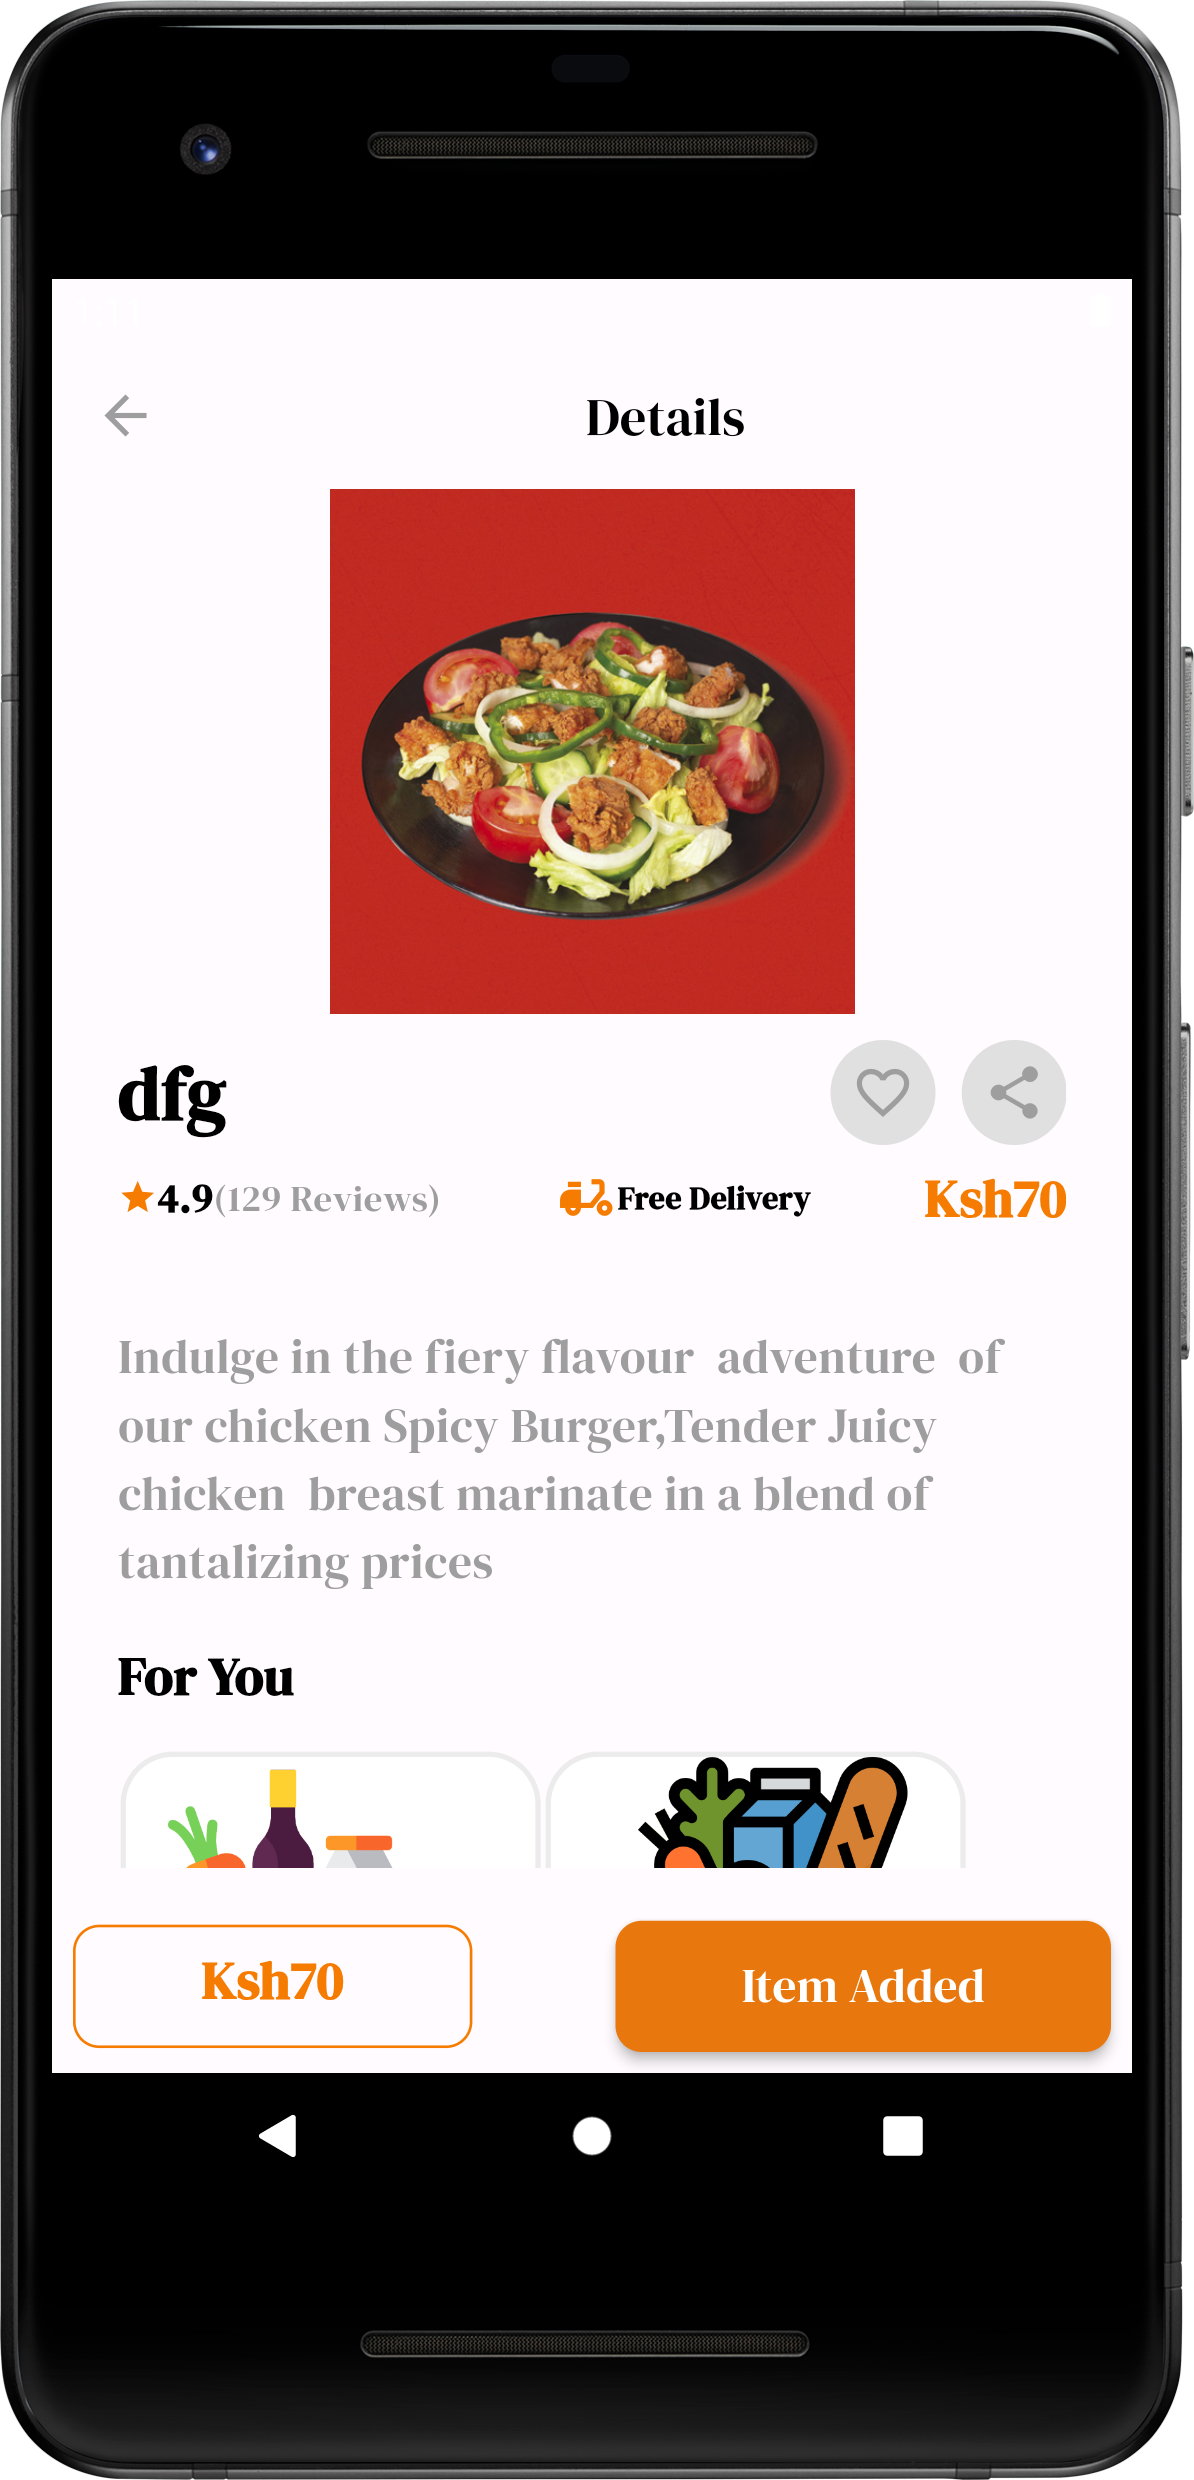 Details
dfg
4.9(129 Reviews) Free Delivery Ksh70
Indulge in the fiery flavour  adventure  of
our chicken Spicy Burger,Tender Juicy
chicken  breast marinate in a blend of
tantalizing prices
For You
Ksh70 Item Added